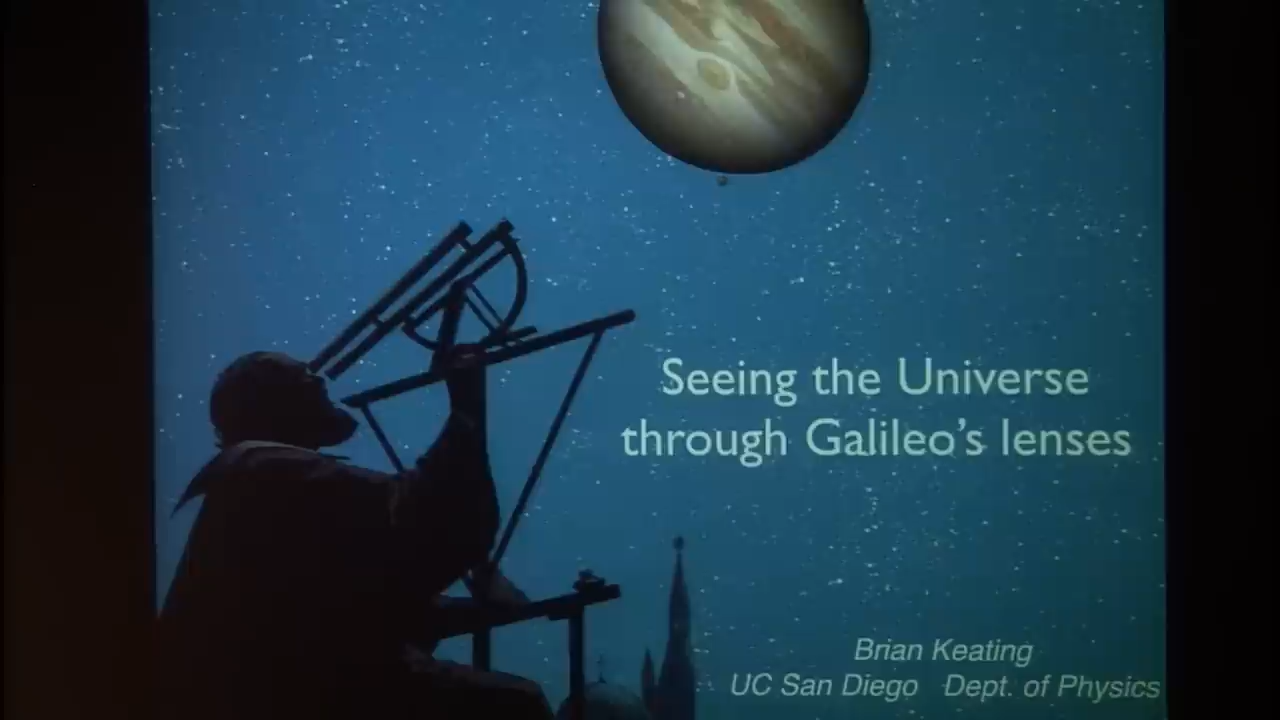 Seeing the Universe
through Galileo's lenses
Brian Keating
UC San Diego Dept. of Physics